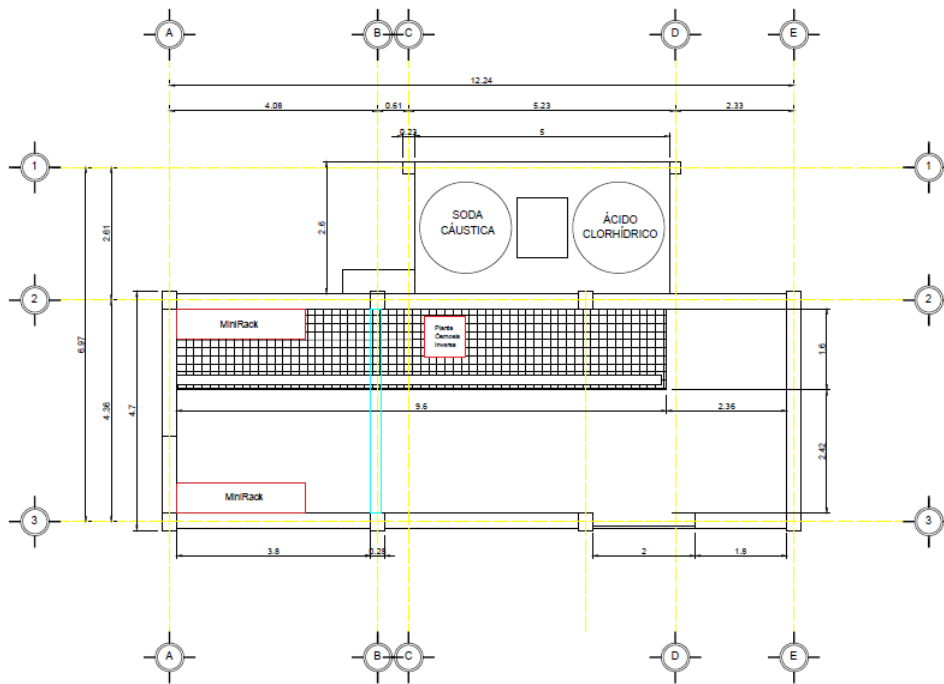 A B C D E
12.24
4.08 0.61 5.23 2.33
0.23 5
1 1
2.61
2.6
SODA
CÁUSTICA
ÁCIDO
CLORHÍDRICO
2 2
MiniRack
Planta
Osmosis
Inversa
1.6
6.97
4.36
4.7
9.6 2.36
2.42
MiniRack
3 3
3.8 0.28 2 1.8
A B C D E